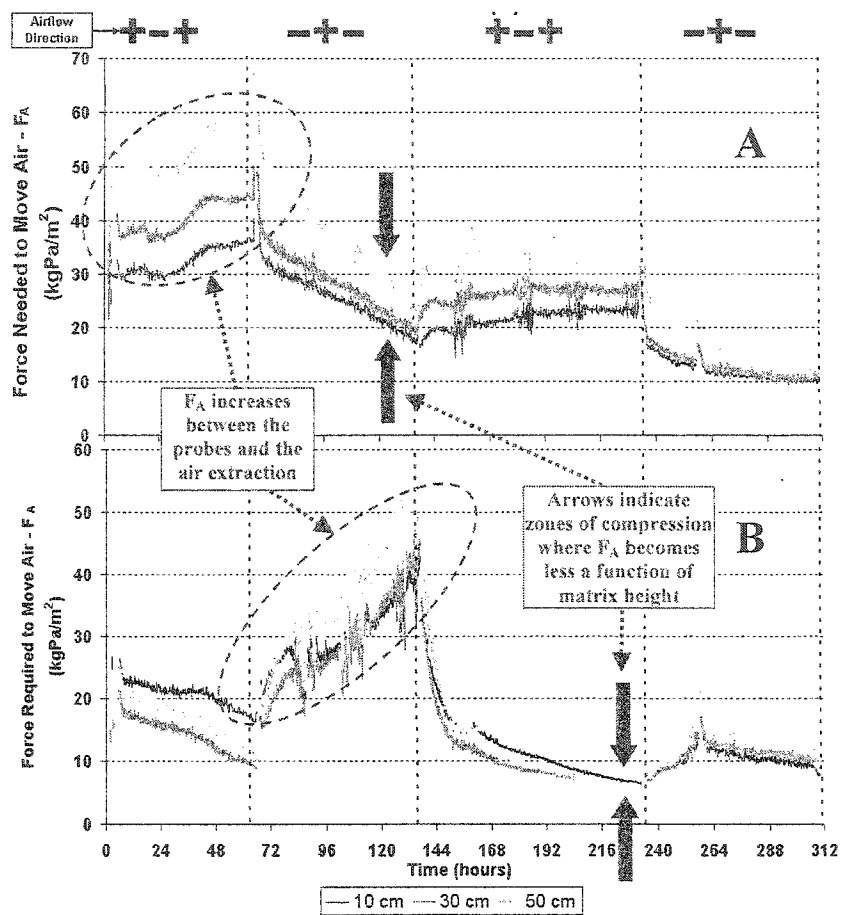 Airflow
Direction
+-+ -+- +-+ -+-
70
60
50
40
30
20
10
0
Force Needed to Move Air - FA
(kgPa/m²)
A
FA increases
between the
probes and the
air extraction
Arrows indicate
zones of compression
where FA becomes
less a function of
matrix height
60
50
40
30
20
10
0
Force Required to Move Air - FA
(kgPa/m²)
B
0 24 48 72 96 120 144 168 192 216 240 264 288 312
Time (hours)
10 cm 30 cm 50 cm